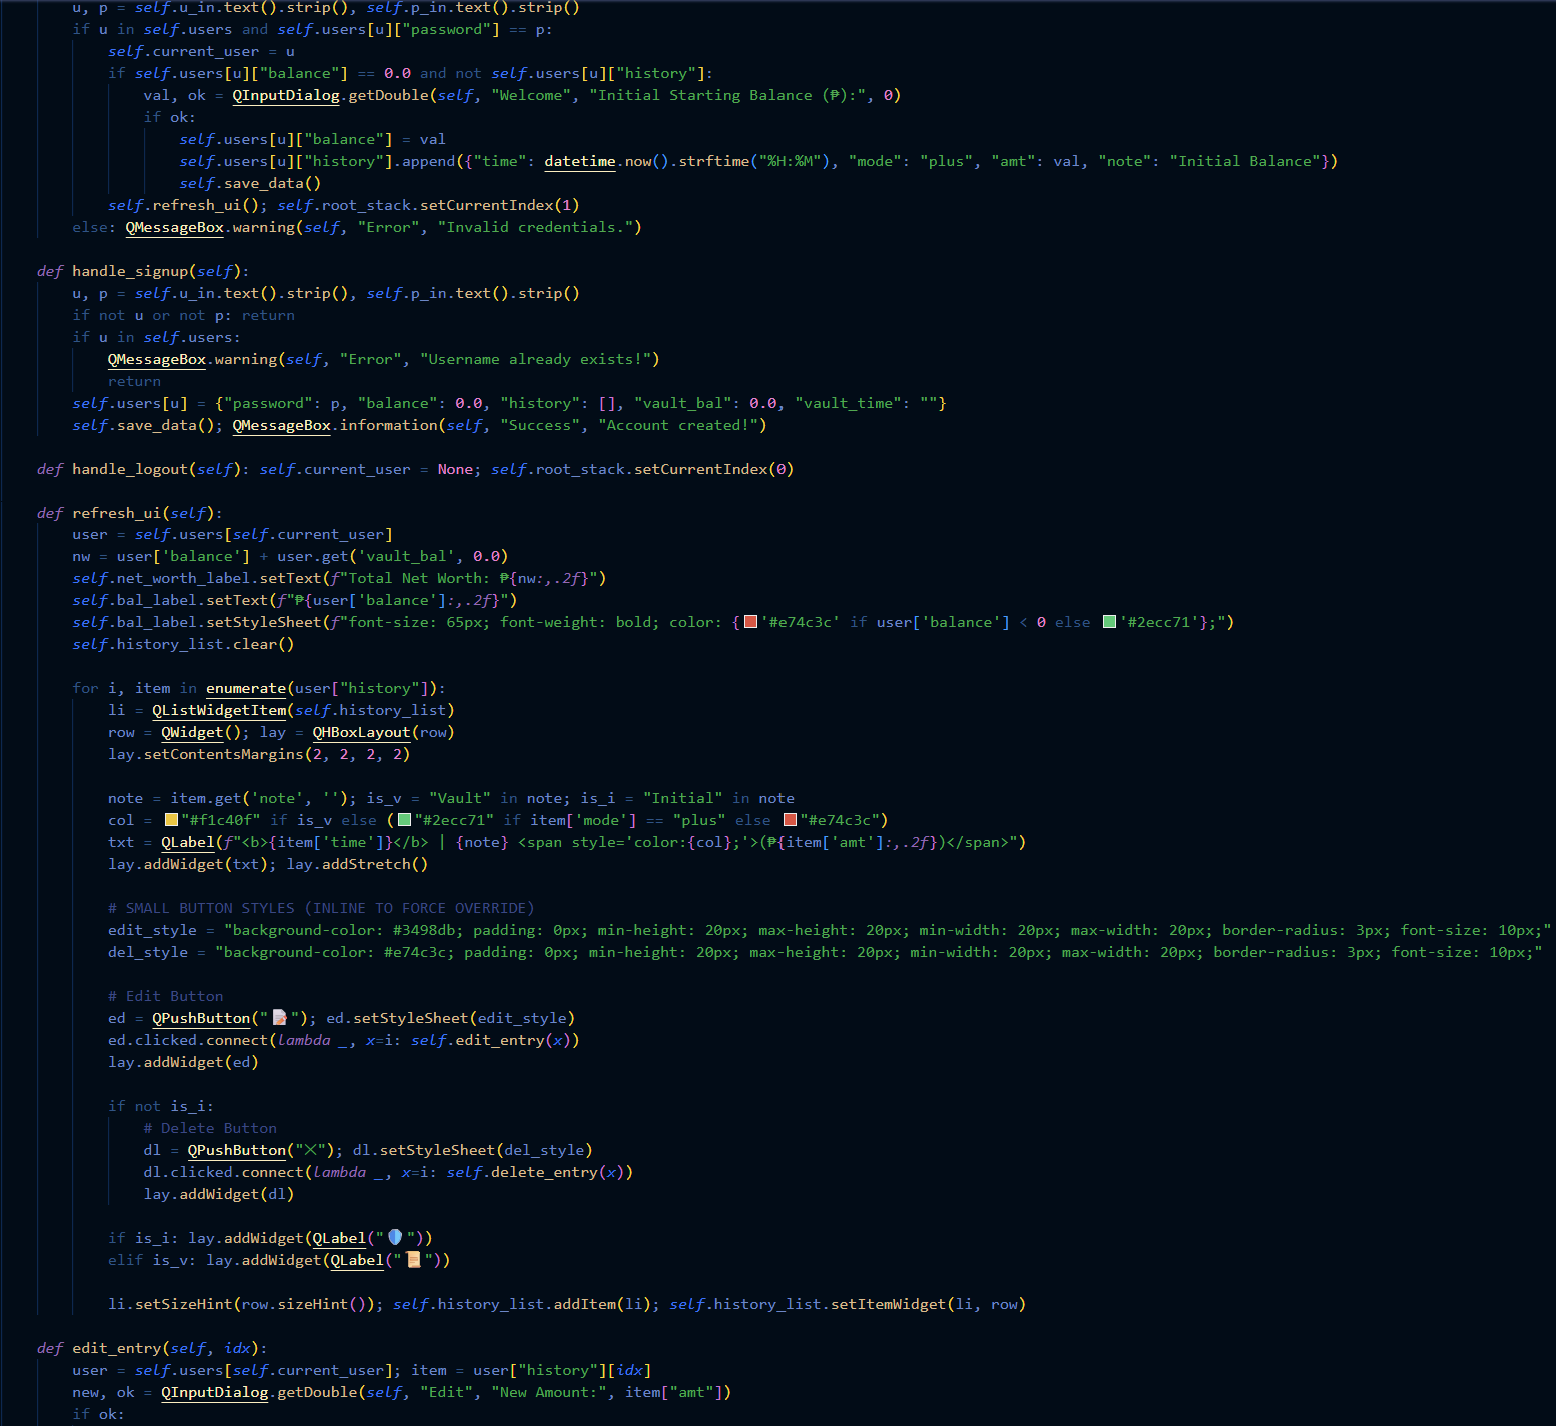 u, p = self.u_in.text().strip(), self.p_in.text().strip()
        if u in self.users and self.users[u]["password"] == p:
            self.current_user = u
            if self.users[u]["balance"] == 0.0 and not self.users[u]["history"]:
                val, ok = QInputDialog.getDouble(self, "Welcome", "Initial Starting Balance (₱):", 0)
                if ok:
                    self.users[u]["balance"] = val
                    self.users[u]["history"].append({"time": datetime.now().strftime("%H:%M"), "mode": "plus", "amt": val, "note": "Initial Balance"})
                    self.save_data()
            self.refresh_ui(); self.root_stack.setCurrentIndex(1)
        else: QMessageBox.warning(self, "Error", "Invalid credentials.")

    def handle_signup(self):
        u, p = self.u_in.text().strip(), self.p_in.text().strip()
        if not u or not p: return
        if u in self.users:
            QMessageBox.warning(self, "Error", "Username already exists!")
            return
        self.users[u] = {"password": p, "balance": 0.0, "history": [], "vault_bal": 0.0, "vault_time": ""}
        self.save_data(); QMessageBox.information(self, "Success", "Account created!")

    def handle_logout(self): self.current_user = None; self.root_stack.setCurrentIndex(0)

    def refresh_ui(self):
        user = self.users[self.current_user]
        nw = user['balance'] + user.get('vault_bal', 0.0)
        self.net_worth_label.setText(f"Total Net Worth: ₱{nw:,.2f}")
        self.bal_label.setText(f"₱{user['balance']:,.2f}")
        self.bal_label.setStyleSheet(f"font-size: 65px; font-weight: bold; color: {'#e74c3c' if user['balance'] < 0 else '#2ecc71'};")
        self.history_list.clear()

        for i, item in enumerate(user["history"]):
            li = QListWidgetItem(self.history_list)
            row = QWidget(); lay = QHBoxLayout(row)
            lay.setContentsMargins(2, 2, 2, 2)

            note = item.get('note', ''); is_v = "Vault" in note; is_i = "Initial" in note
            col = "#f1c40f" if is_v else ("#2ecc71" if item['mode'] == "plus" else "#e74c3c")
            txt = QLabel(f"<b>{item['time']}</b> | {note} <span style='color:{col};'>(₱{item['amt']:,.2f})</span>")
            lay.addWidget(txt); lay.addStretch()

            # SMALL BUTTON STYLES (INLINE TO FORCE OVERRIDE)
            edit_style = "background-color: #3498db; padding: 0px; min-height: 20px; max-height: 20px; min-width: 20px; max-width: 20px; border-radius: 3px; font-size: 10px;"
            del_style = "background-color: #e74c3c; padding: 0px; min-height: 20px; max-height: 20px; min-width: 20px; max-width: 20px; border-radius: 3px; font-size: 10px;"

            # Edit Button
            ed = QPushButton("📝"); ed.setStyleSheet(edit_style)
            ed.clicked.connect(lambda _, x=i: self.edit_entry(x))
            lay.addWidget(ed)

            if not is_i:
                # Delete Button
                dl = QPushButton("✕"); dl.setStyleSheet(del_style)
                dl.clicked.connect(lambda _, x=i: self.delete_entry(x))
                lay.addWidget(dl)

            if is_i: lay.addWidget(QLabel("🛡️"))
            elif is_v: lay.addWidget(QLabel("📜"))

            li.setSizeHint(row.sizeHint()); self.history_list.addItem(li); self.history_list.setItemWidget(li, row)

    def edit_entry(self, idx):
        user = self.users[self.current_user]; item = user["history"][idx]
        new, ok = QInputDialog.getDouble(self, "Edit", "New Amount:", item["amt"])
        if ok: